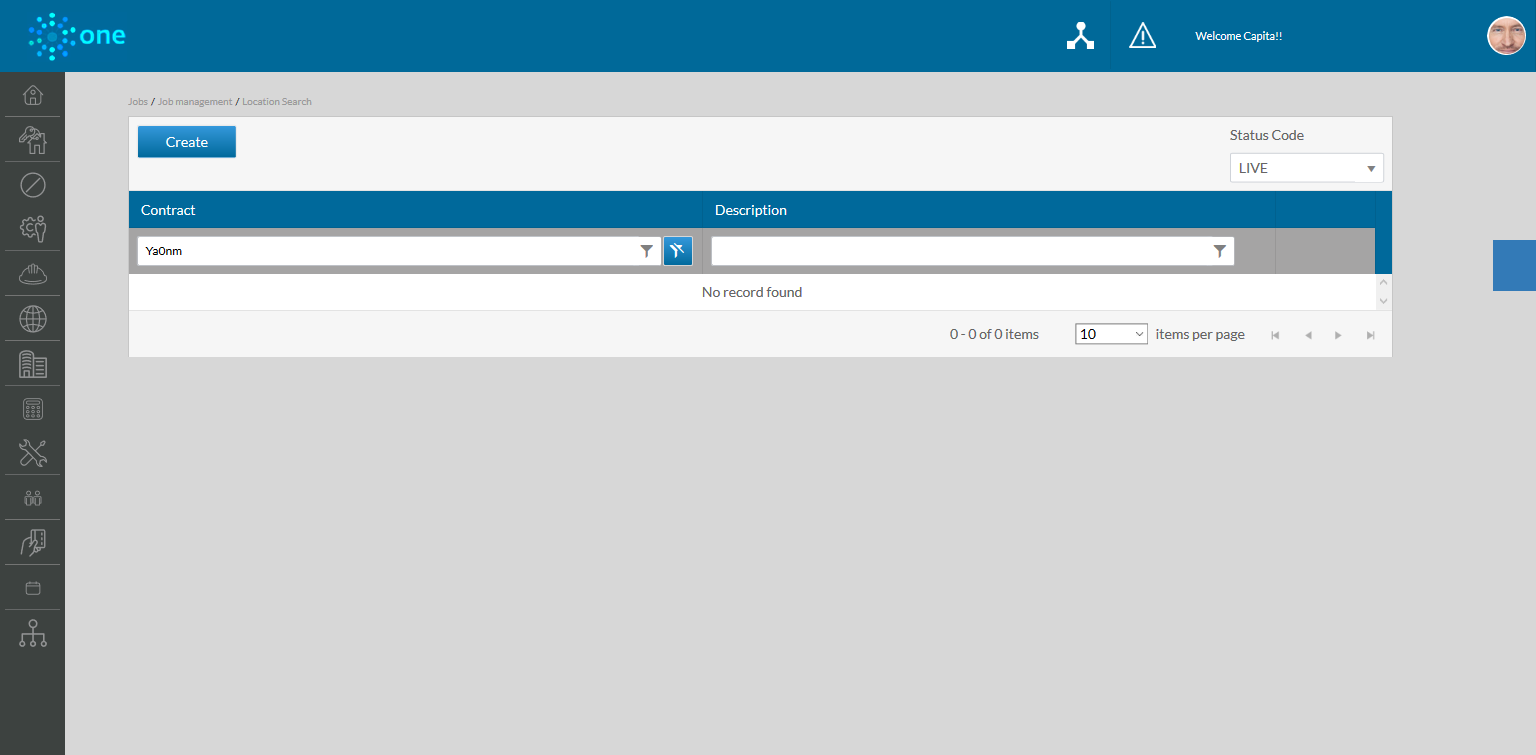 one
Welcome Capita!!
Jobs / Job management / Location Search
Create
Status Code
LIVE
Contract Description
Ya0nm
No record found
0 - 0 of 0 items 10 items per page